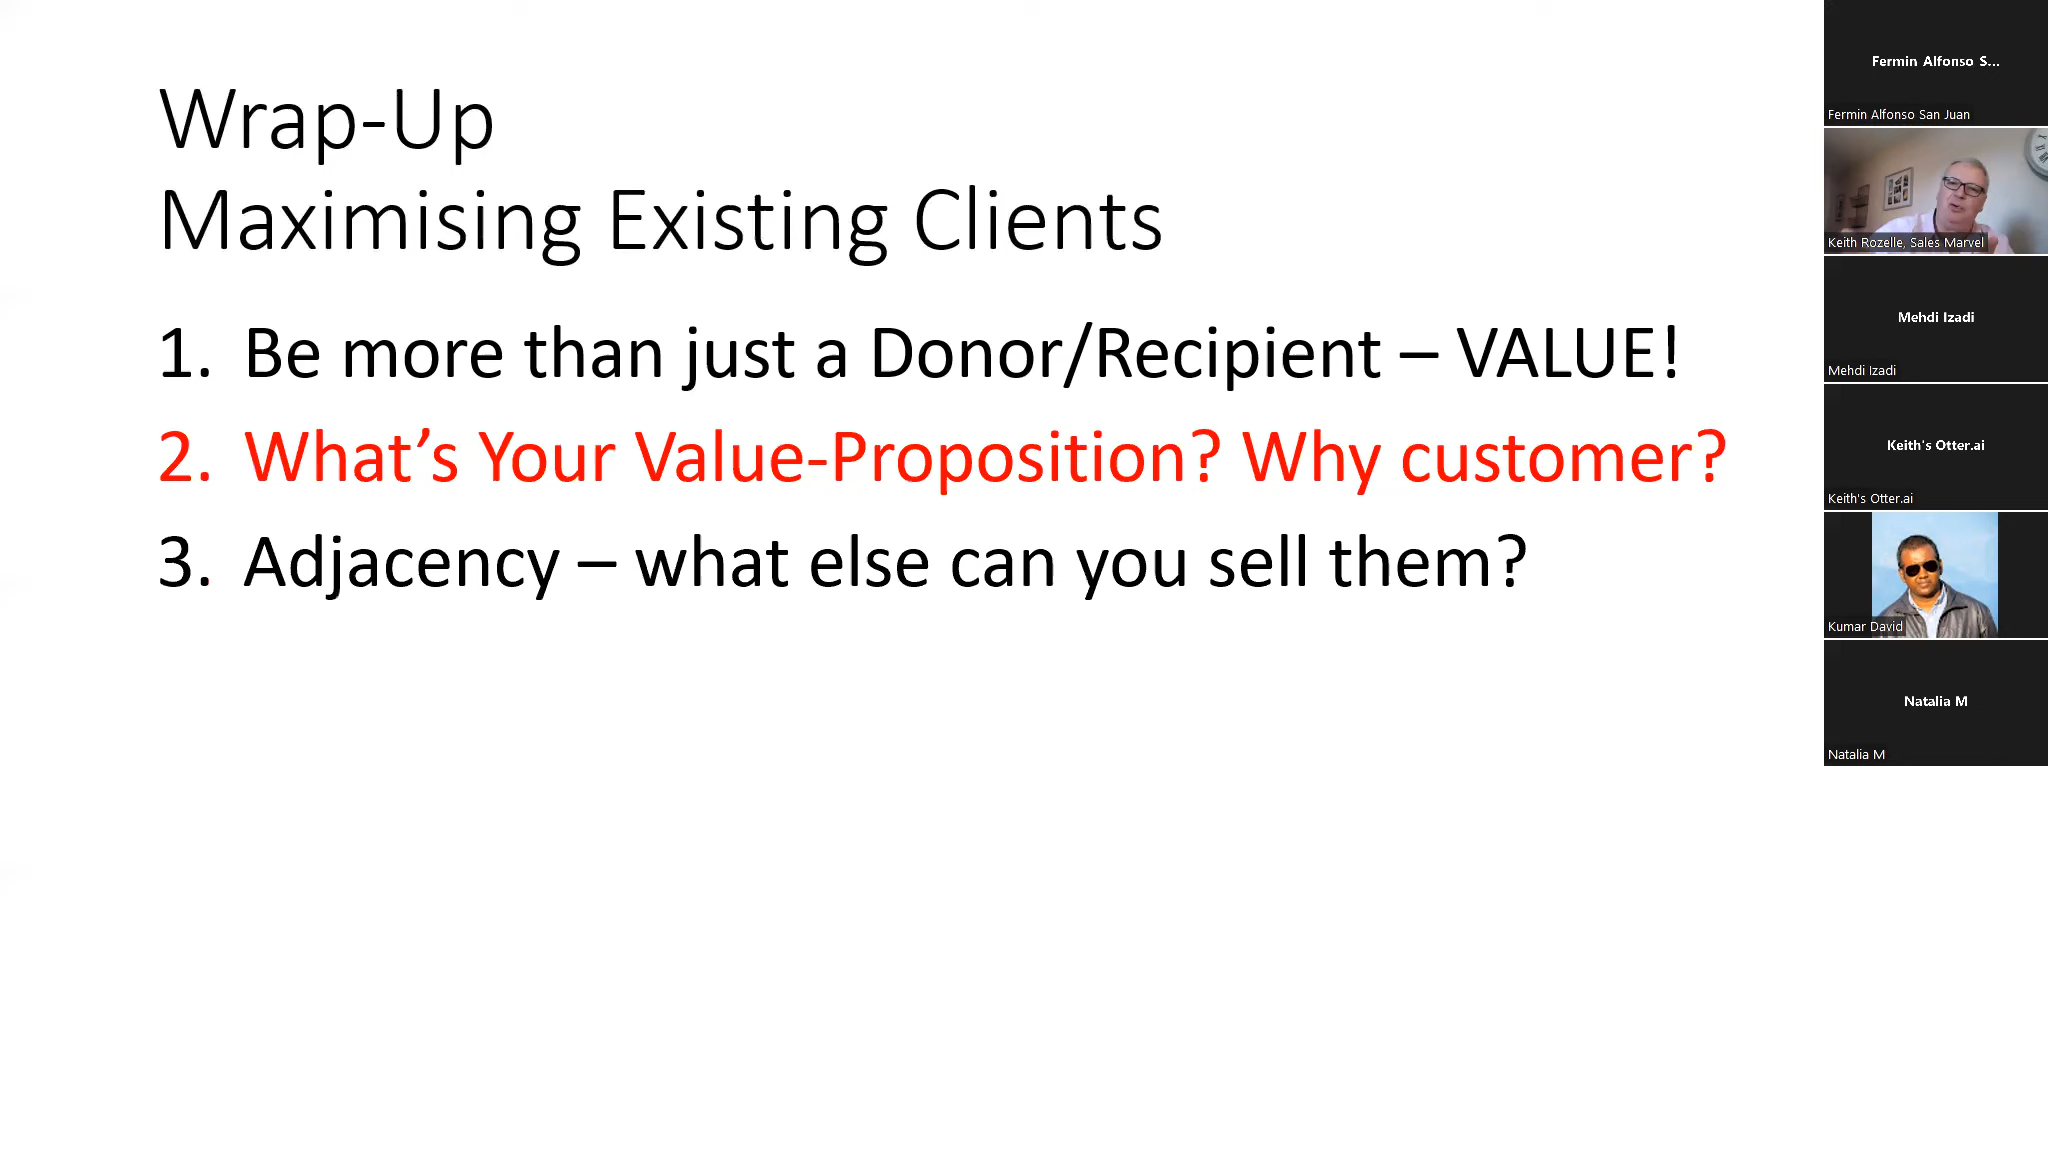 Wrap-Up
Maximising Existing Clients
1. Be more than just a Donor/Recipient – VALUE!
2. What’s Your Value-Proposition? Why customer?
3. Adjacency – what else can you sell them?
Fermin Alfonso S...
Fermin Alfonso San Juan
Keith Rozelle, Sales Marvel
Mehdi Izadi
Mehdi Izadi
Keith's Otter.ai
Keith's Otter.ai
Kumar David
Natalia M
Natalia M